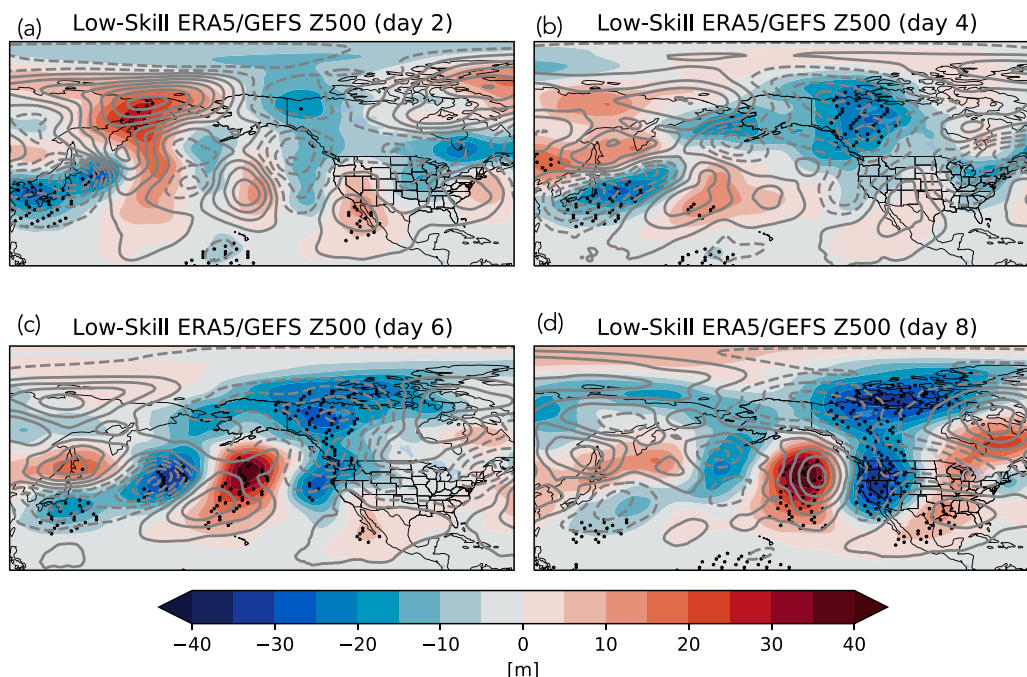 (a) Low-Skill ERA5/GEFS Z500 (day 2)
(b) Low-Skill ERA5/GEFS Z500 (day 4)
(c) Low-Skill ERA5/GEFS Z500 (day 6)
(d) Low-Skill ERA5/GEFS Z500 (day 8)
−40 −30 −20 −10 0 10 20 30 40
[m]